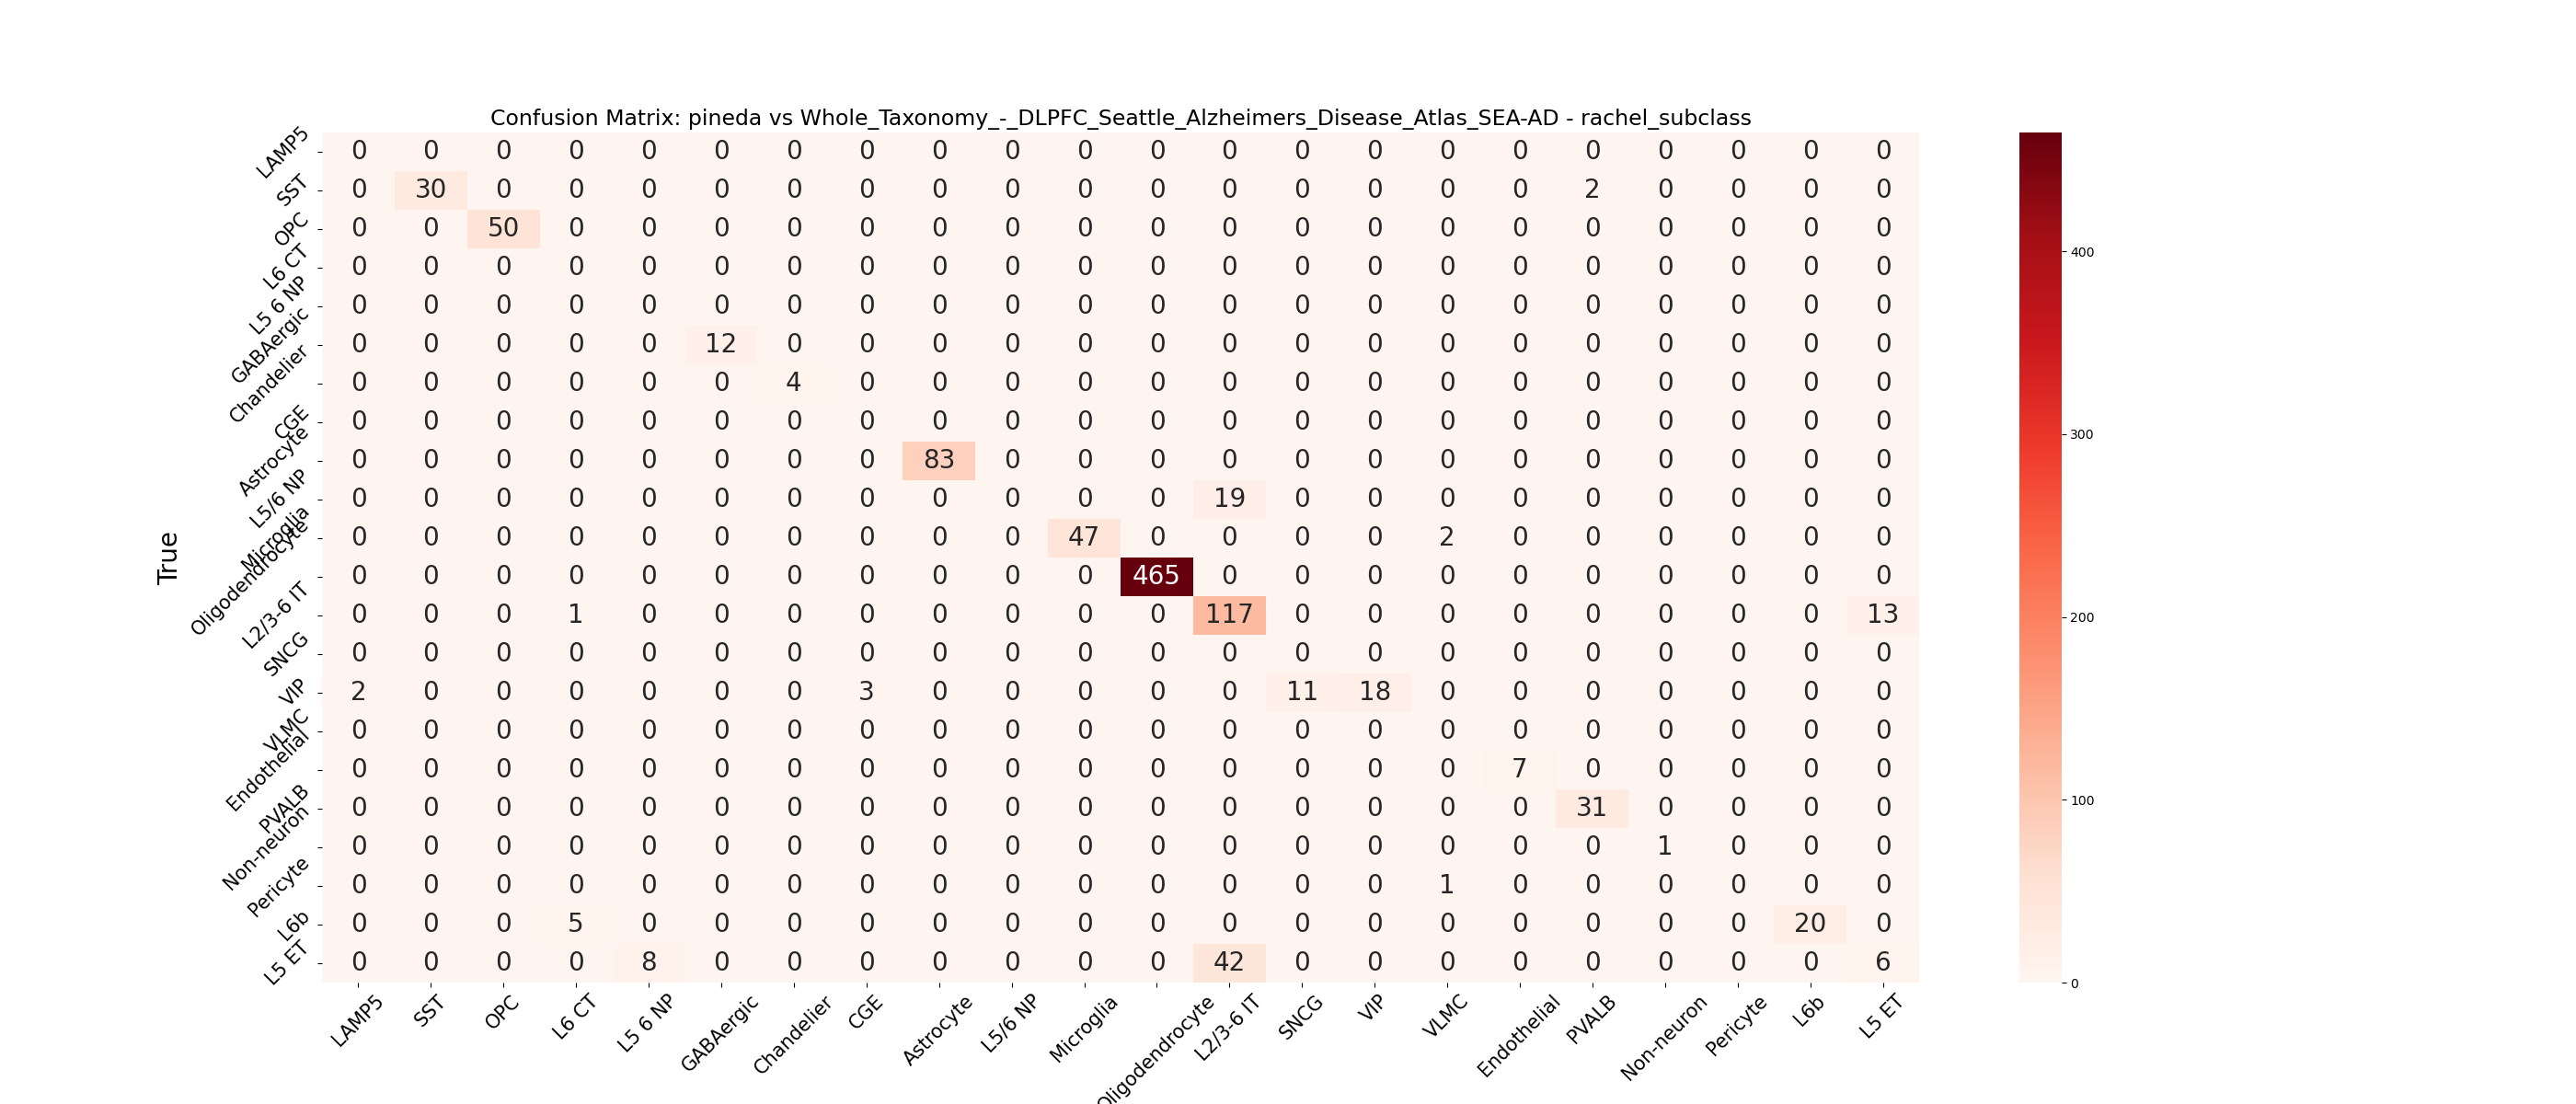 Confusion Matrix: pineda vs Whole_Taxonomy_-_DLPFC_Seattle_Alzheimers_Disease_Atlas_SEA-AD - rachel_subclass
True
LAMP5 0 0 0 0 0 0 0 0 0 0 0 0 0 0 0 0 0 0 0 0 0 0
SST 0 30 0 0 0 0 0 0 0 0 0 0 0 0 0 0 0 2 0 0 0 0
OPC 0 0 50 0 0 0 0 0 0 0 0 0 0 0 0 0 0 0 0 0 0 0
L6 CT 0 0 0 0 0 0 0 0 0 0 0 0 0 0 0 0 0 0 0 0 0 0
L5 6 NP 0 0 0 0 0 0 0 0 0 0 0 0 0 0 0 0 0 0 0 0 0 0
GABAergic 0 0 0 0 0 12 0 0 0 0 0 0 0 0 0 0 0 0 0 0 0 0
Chandelier 0 0 0 0 0 0 4 0 0 0 0 0 0 0 0 0 0 0 0 0 0 0
CGE 0 0 0 0 0 0 0 0 0 0 0 0 0 0 0 0 0 0 0 0 0 0
Astrocyte 0 0 0 0 0 0 0 0 83 0 0 0 0 0 0 0 0 0 0 0 0 0
L5/6 NP 0 0 0 0 0 0 0 0 0 0 0 0 19 0 0 0 0 0 0 0 0 0
Microglia 0 0 0 0 0 0 0 0 0 0 47 0 0 0 0 2 0 0 0 0 0 0
Oligodendrocyte 0 0 0 0 0 0 0 0 0 0 0 465 0 0 0 0 0 0 0 0 0 0
L2/3-6 IT 0 0 0 1 0 0 0 0 0 0 0 0 117 0 0 0 0 0 0 0 0 13
SNCG 0 0 0 0 0 0 0 0 0 0 0 0 0 0 0 0 0 0 0 0 0 0
VIP 2 0 0 0 0 0 0 3 0 0 0 0 0 11 18 0 0 0 0 0 0 0
VLMC 0 0 0 0 0 0 0 0 0 0 0 0 0 0 0 0 0 0 0 0 0 0
Endothelial 0 0 0 0 0 0 0 0 0 0 0 0 0 0 0 0 7 0 0 0 0 0
PVALB 0 0 0 0 0 0 0 0 0 0 0 0 0 0 0 0 0 31 0 0 0 0
Non-neuron 0 0 0 0 0 0 0 0 0 0 0 0 0 0 0 0 0 0 1 0 0 0
Pericyte 0 0 0 0 0 0 0 0 0 0 0 0 0 0 0 1 0 0 0 0 0 0
L6b 0 0 0 5 0 0 0 0 0 0 0 0 0 0 0 0 0 0 0 0 20 0
L5 ET 0 0 0 0 8 0 0 0 0 0 0 0 42 0 0 0 0 0 0 0 0 6
LAMP5 SST OPC L6 CT L5 6 NP GABAergic Chandelier CGE Astrocyte L5/6 NP Microglia Oligodendrocyte L2/3-6 IT SNCG VIP VLMC Endothelial PVALB Non-neuron Pericyte L6b L5 ET
400
300
200
100
0